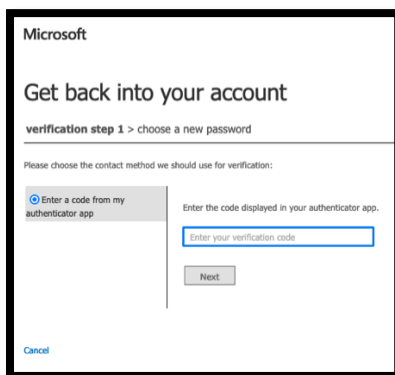 Microsoft
Get back into your account
verification step 1 > choose a new password
Please choose the contact method we should use for verification:
Enter a code from my
authenticator app
Enter the code displayed in your authenticator app.
Enter your verification code
Next
Cancel